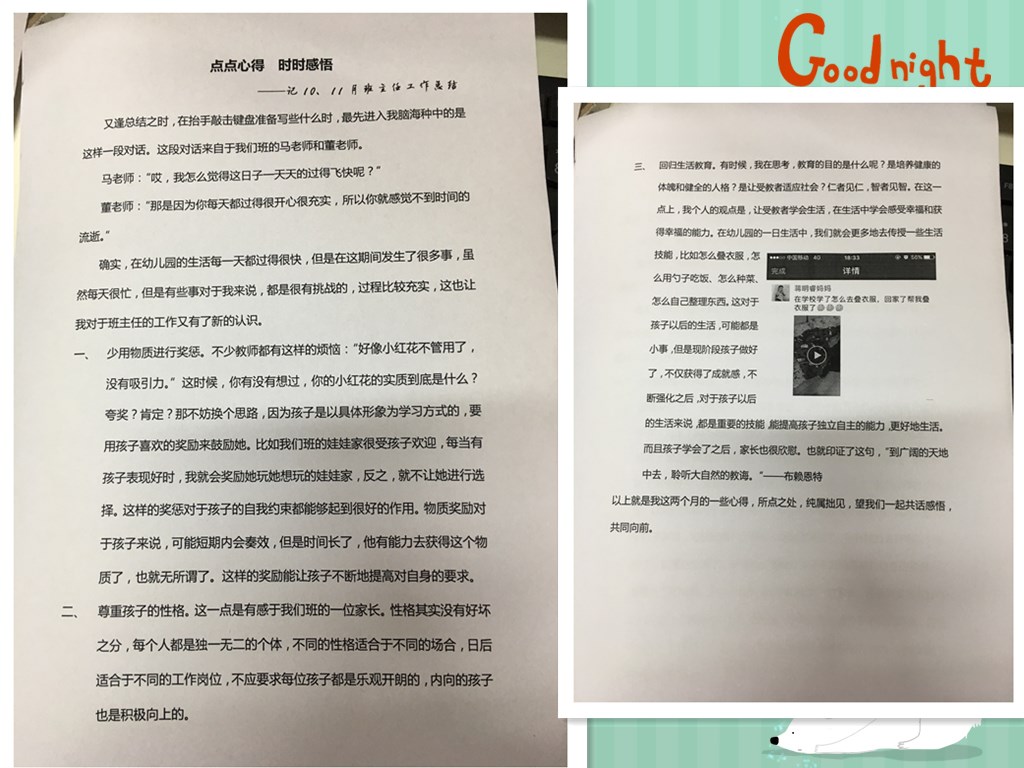 点点心得 时时感悟
——记10、11月班主任工作总结
又逢总结之时，在抬手敲击键盘准备写些什么时，最先进入我脑海种中的是
这样一段对话。这段对话来自于我们班的马老师和董老师。
马老师：“哎，我怎么觉得这日子一天天的过得飞快呢？”
董老师：“那是因为你每天都过得很开心很充实，所以你就感觉不到时间的
流逝。”
确实，在幼儿园的生活每一天都过得很快，但是在这期间发生了很多事，虽
然每天很忙，但是有些事对于我来说，都是很有挑战的，过程比较充实，这也让
我对于班主任的工作又有了新的认识。
一、 少用物质进行奖惩。不少教师都有这样的烦恼：“好像小红花不管用了，
没有吸引力。”这时候，你有没有想过，你的小红花的实质到底是什么？
夸奖？肯定？那不妨换个思路，因为孩子是以具体形象为学习方式的，要
用孩子喜欢的奖励来鼓励她。比如我们班的娃娃家很受孩子欢迎，每当有
孩子表现好时，我就会奖励她玩她想玩的娃娃家，反之，就不让她进行选
择。这样的奖惩对于孩子的自我约束都能够起到很好的作用。物质奖励对
于孩子来说，可能短期内会奏效，但是时间长了，他有能力去获得这个物
质了，也就无所谓了。这样的奖励能让孩子不断地提高对自身的要求。
二、 尊重孩子的性格。这一点是有感于我们班的一位家长。性格其实没有好坏
之分，每个人都是独一无二的个体，不同的性格适合于不同的场合，日后
适合于不同的工作岗位，不应要求每位孩子都是乐观开朗的，内向的孩子
也是积极向上的。
Good night
三、 回归生活教育。有时候，我在思考，教育的目的是什么呢？是培养健康的
体魄和健全的人格？是让受教者适应社会？仁者见仁，智者见智。在这一
点上，我个人的观点是，让受教者学会生活，在生活中学会感受幸福和获
得幸福的能力。在幼儿园的一日生活中，我们就会更多地去传授一些生活
技能，比如怎么叠衣服，怎
么用勺子吃饭、怎么种菜、
怎么自己整理东西。这对于
孩子以后的生活，可能都是
小事，但是现阶段孩子做好
了，不仅获得了成就感，不
断强化之后，对于孩子以后
中国移动 4G 18:33 56%
完成 详情
蒋明睿妈妈
在学校学了怎么去叠衣服，回家了帮我叠
衣服了
的生活来说，都是重要的技能，能提高孩子独立自主的能力，更好地生活。
而且孩子学会了之后，家长也很欣慰。也就印证了这句，“到广阔的天地
中去，聆听大自然的教诲。“——布赖恩特
以上就是我这两个月的一些心得，所点之处，纯属拙见，望我们一起共话感悟，
共同向前。